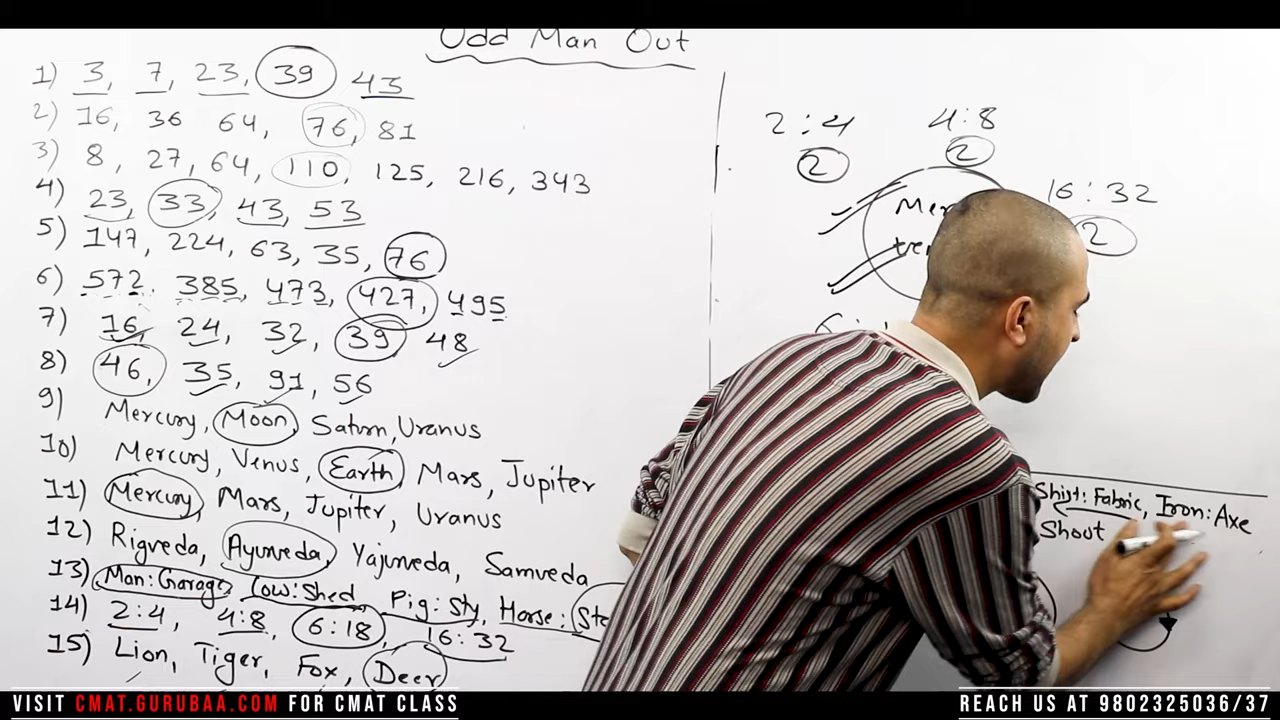 Odd Man Out
1) 3, 7, 23, 39 43
2) 16, 36 64, 76, 81
3) 8, 27, 64, 110, 125, 216, 343
4) 23, 33, 43, 53
5) 147, 224, 63, 35, 76
6) 572, 385, 473, 427, 495
7) 16, 24, 32, 39, 48
8) 46, 35, 91, 56
9) Mercury, Moon, Saturn, Uranus
10) Mercury, Venus, Earth, Mars, Jupiter
11) Mercury, Mars, Jupiter, Uranus
12) Rigveda, Ayurveda, Yajurveda, Samveda
13) Man:Garage, Cow:Shed Pig:Sty, Horse:
14) 2:4, 4:8, 6:18, 16:32
15) Lion, Tiger, Fox, Deer
2:4 4:8
2 2
16:32
2
Shirt: Fabric, Iron: Axe
Shoot
VISIT CMAT.GURUBAA.COM FOR CMAT CLASS
REACH US AT 9802325036/37